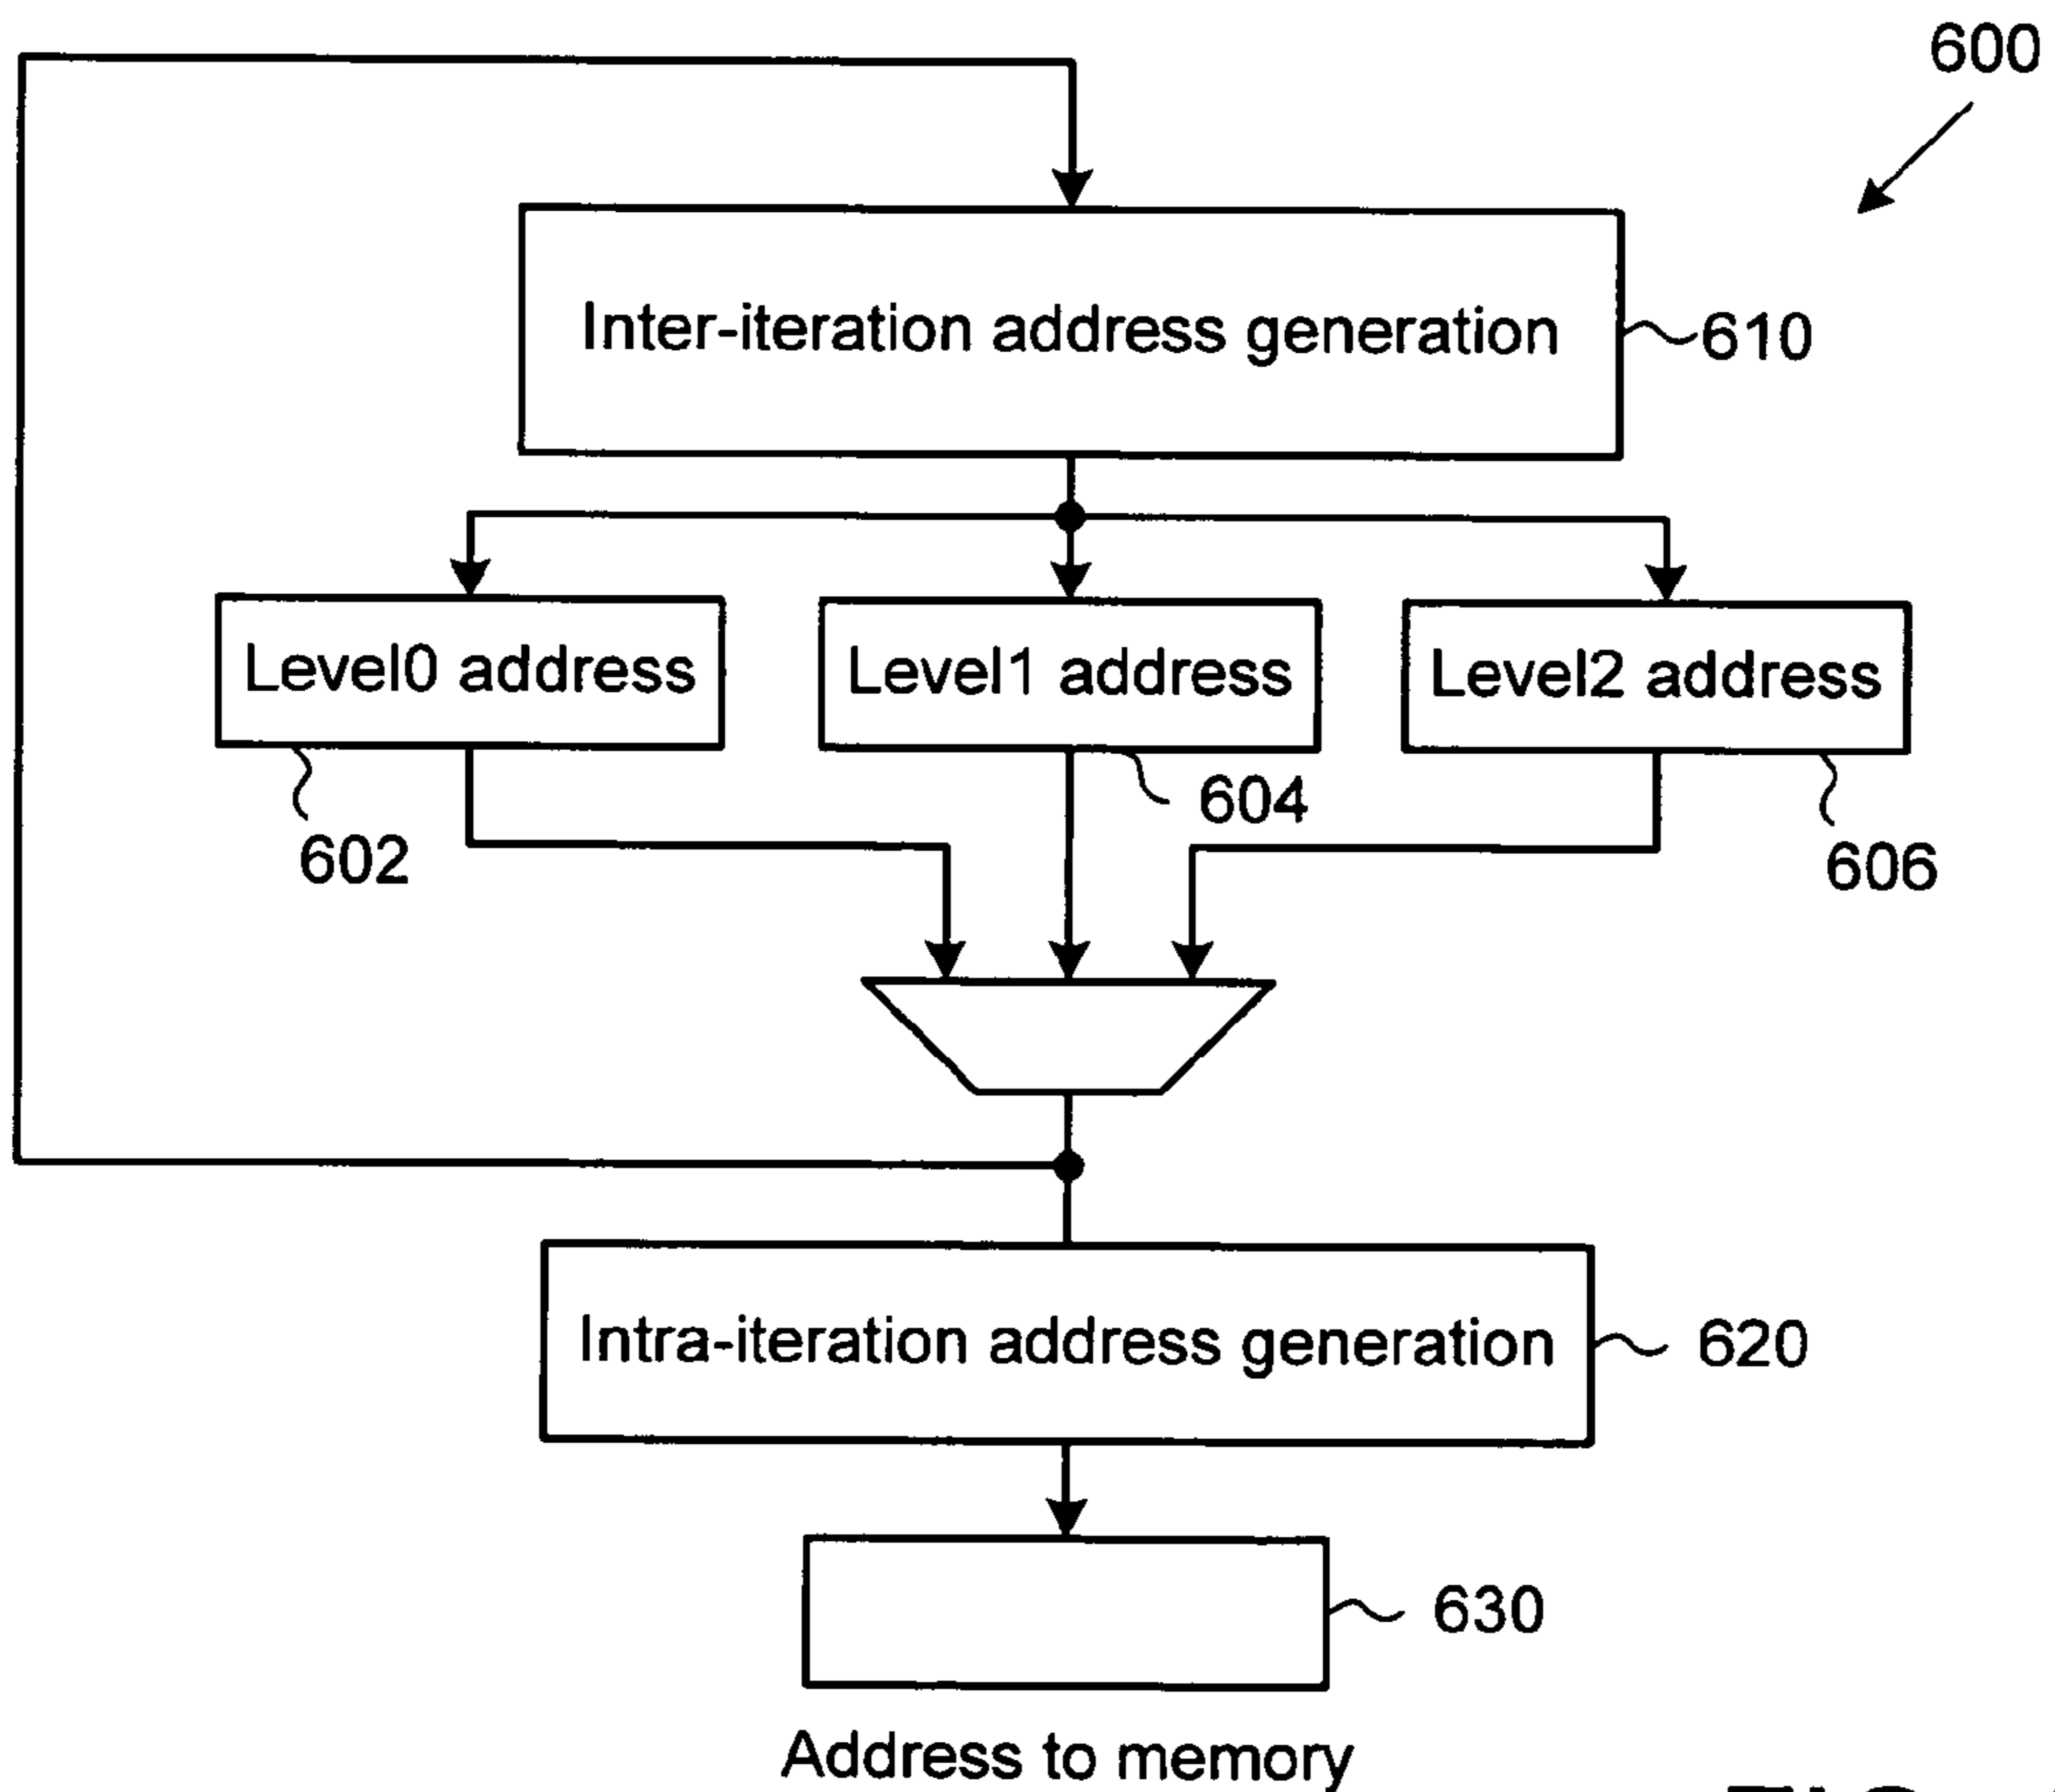 600
Inter-iteration address generation
610
Level0 address
Level1 address
Level2 address
602
604
606
Intra-iteration address generation
620
630
Address to memory